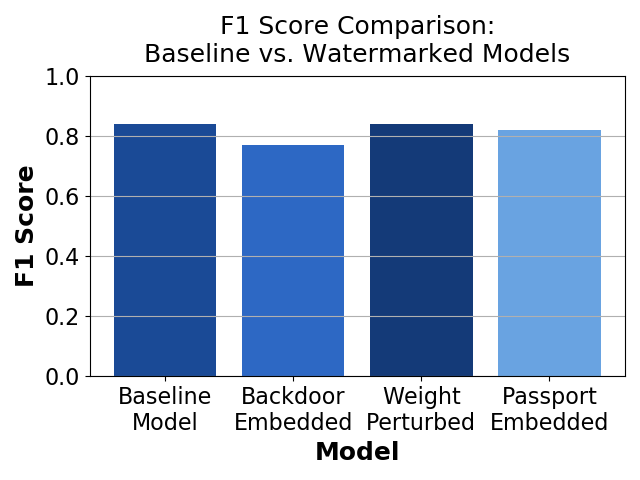 F1 Score Comparison:
Baseline vs. Watermarked Models
1.0
0.8
0.6
0.4
0.2
0.0
F1 Score
Baseline Model
Backdoor Embedded
Weight Perturbed
Passport Embedded
Model